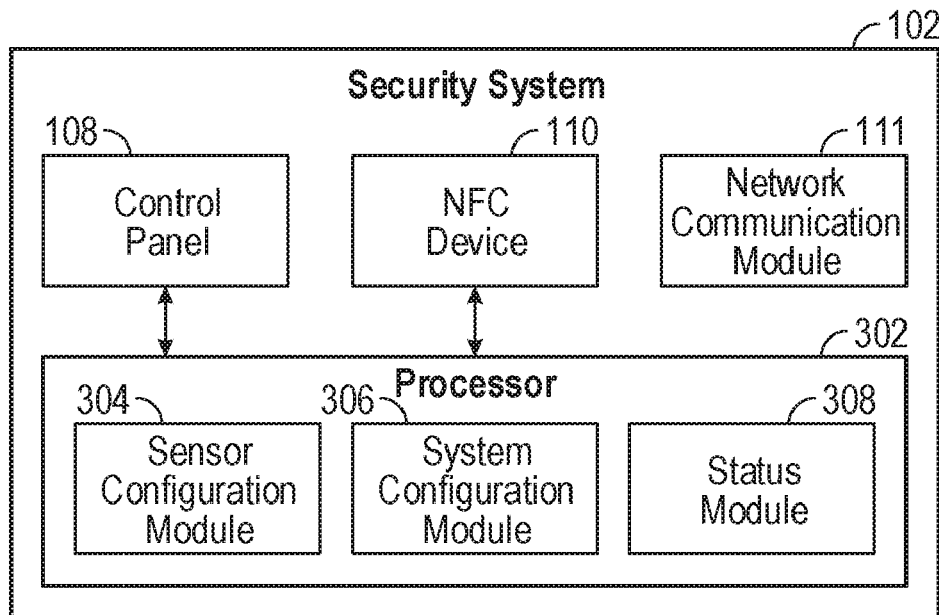 102
Security System
108
110
111
Control
Panel
NFC
Device
Network
Communication
Module
302
Processor
304
306
308
Sensor
Configuration
Module
System
Configuration
Module
Status
Module